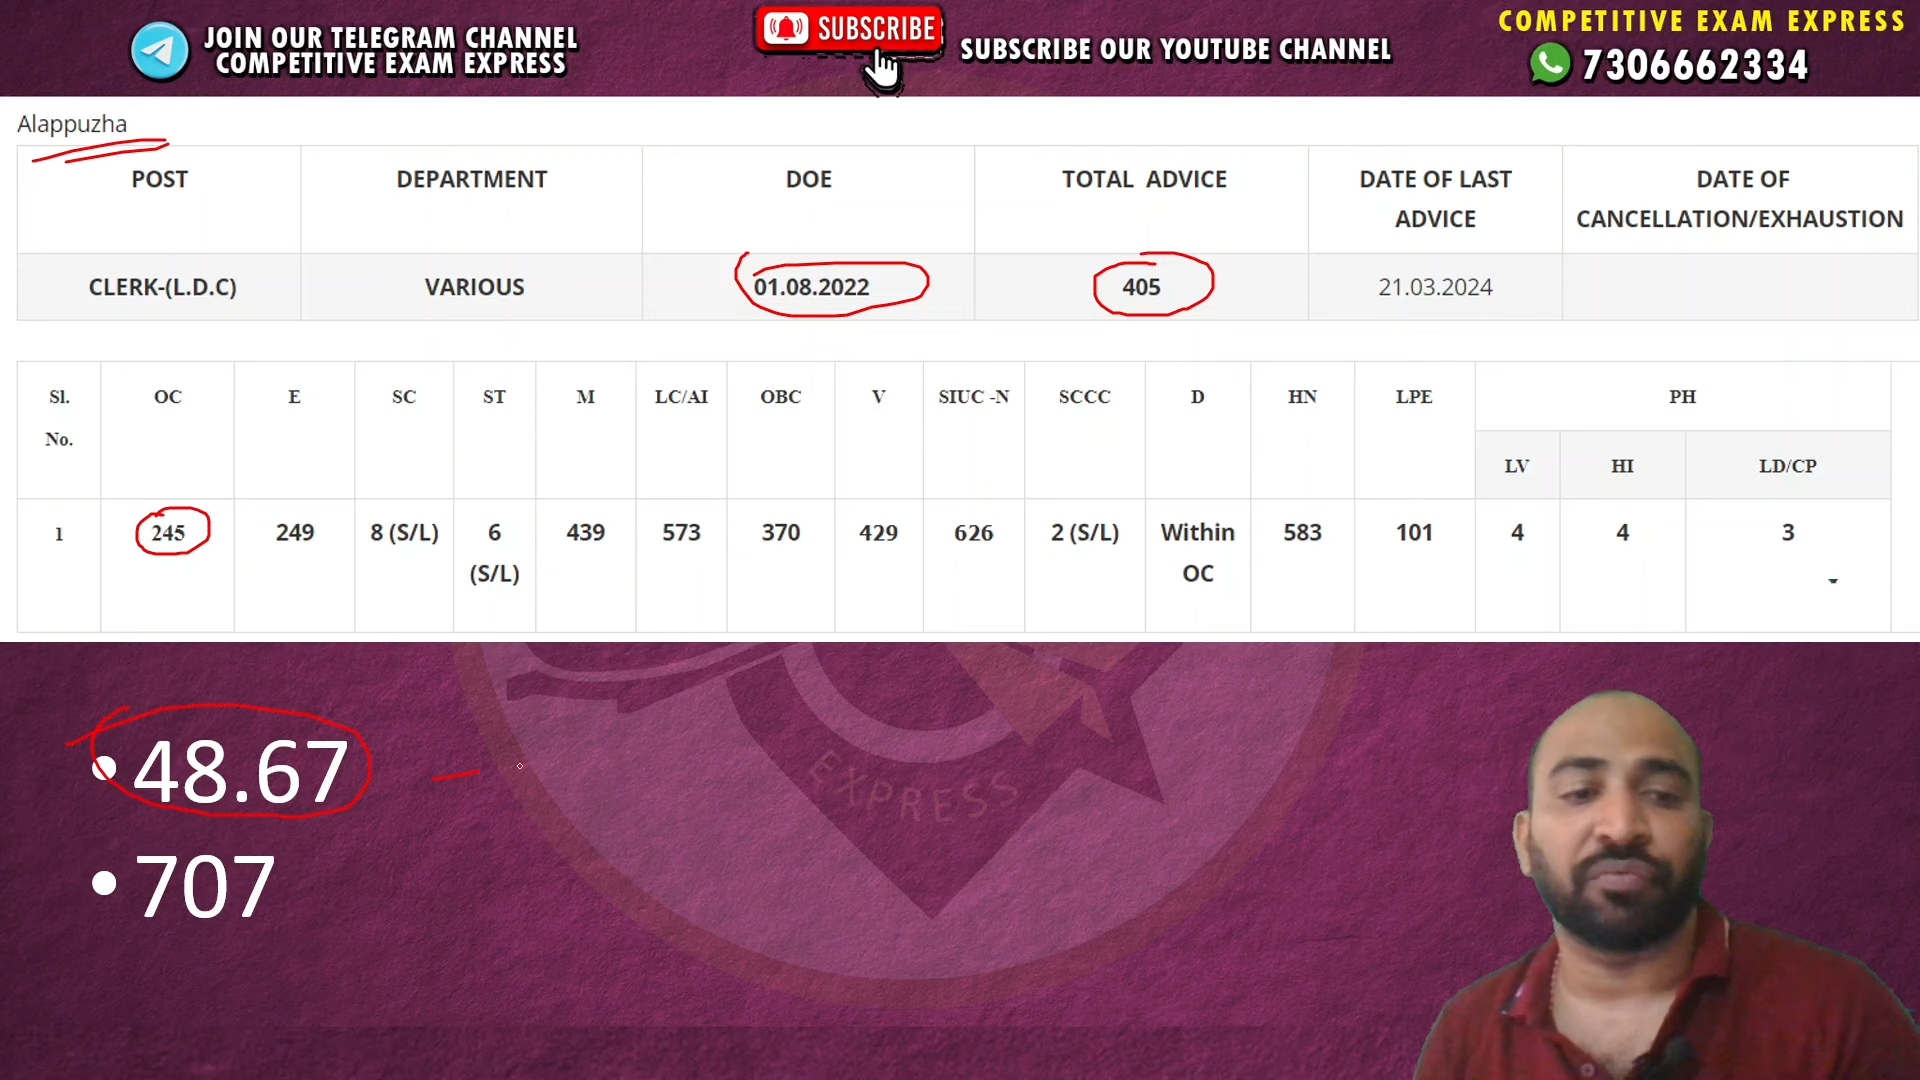 JOIN OUR TELEGRAM CHANNEL
COMPETITIVE EXAM EXPRESS
SUBSCRIBE
SUBSCRIBE OUR YOUTUBE CHANNEL
COMPETITIVE EXAM EXPRESS
7306662334
Alappuzha
POST DEPARTMENT DOE TOTAL ADVICE DATE OF LAST ADVICE DATE OF CANCELLATION/EXHAUSTION
CLERK-(L.D.C) VARIOUS 01.08.2022 405 21.03.2024
Sl. No. OC E SC ST M LC/AI OBC V SIUC -N SCCC D HN LPE PH
LV HI LD/CP
1 245 249 8 (S/L) 6 (S/L) 439 573 370 429 626 2 (S/L) Within OC 583 101 4 4 3
• 48.67
• 707
EXPRESS